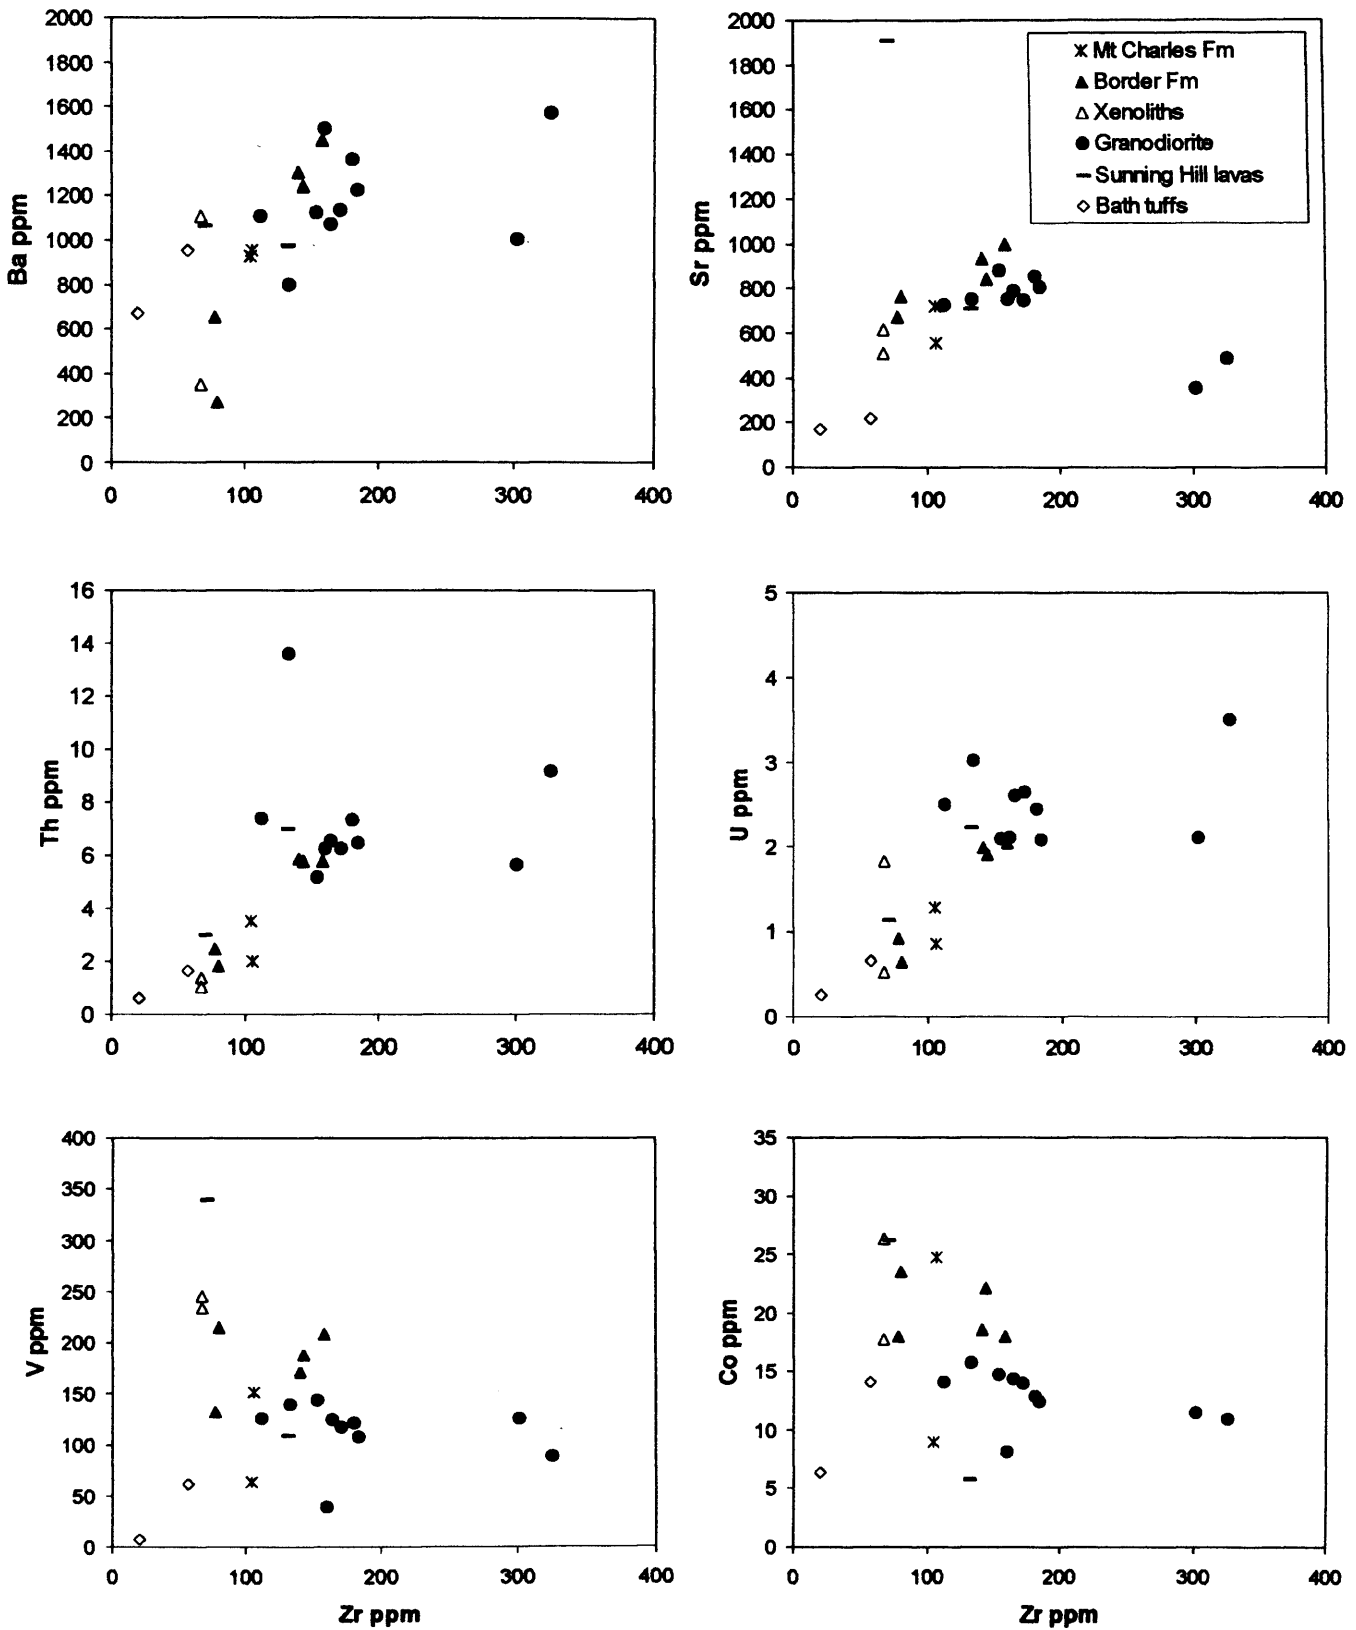 2000
1800
1600
1400
1200
1000
800
600
400
200
0
Ba ppm
0 100 200 300 400
2000
1800
1600
1400
1200
1000
800
600
400
200
0
Sr ppm
0 100 200 300 400
Mt Charles Fm
Border Fm
Xenoliths
Granodiorite
Sunning Hill lavas
Bath tuffs
16
14
12
10
8
6
4
2
0
Th ppm
0 100 200 300 400
5
4
3
2
1
0
U ppm
0 100 200 300 400
400
350
300
250
200
150
100
50
0
V ppm
0 100 200 300 400
Zr ppm
35
30
25
20
15
10
5
0
Co ppm
0 100 200 300 400
Zr ppm